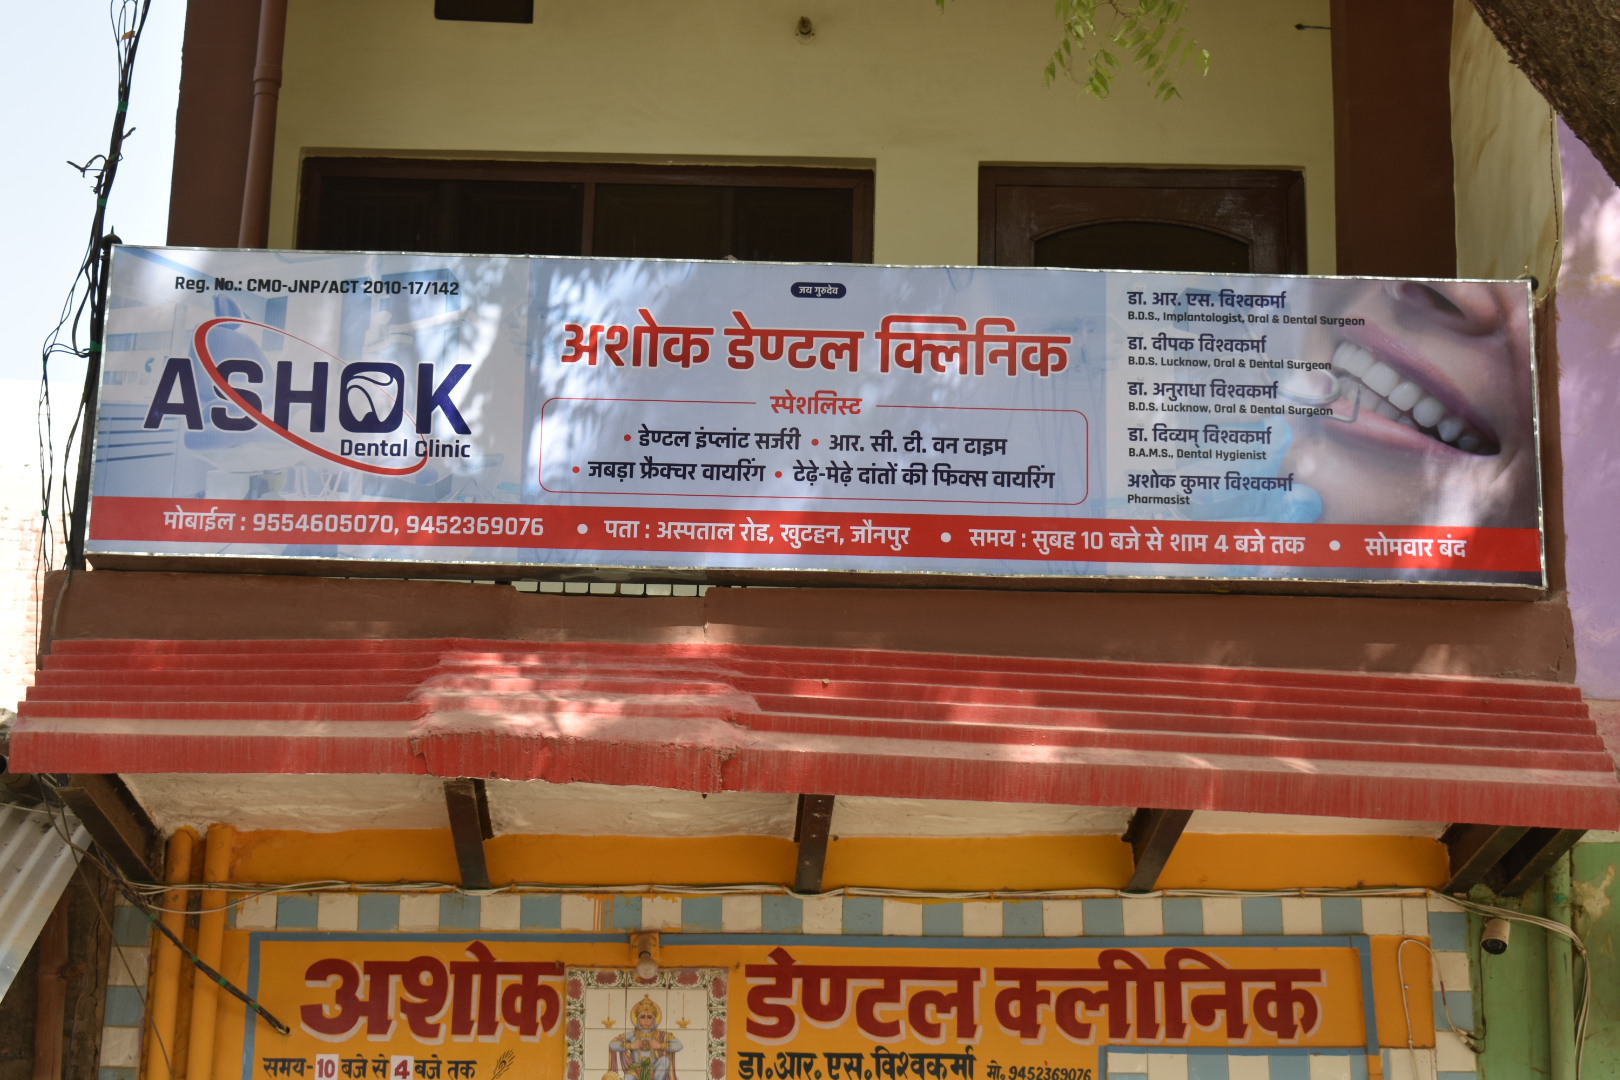 Reg. No.: CMO-JNP/ACT 2010-17/142
ASHOK
Dental Clinic
जय गुरुदेव
अशोक डेण्टल क्लिनिक
स्पेशलिस्ट
• डेण्टल इंप्लांट सर्जरी • आर. सी. टी. वन टाइम
• जबड़ा फ्रैक्चर वायरिंग • टेढ़े-मेढ़े दांतों की फिक्स वायरिंग
डा. आर. एस. विश्वकर्मा
B.D.S., Implantologist, Oral & Dental Surgeon
डा. दीपक विश्वकर्मा
B.D.S. Lucknow, Oral & Dental Surgeon
डा. अनुराधा विश्वकर्मा
B.D.S. Lucknow, Oral & Dental Surgeon
डा. दिव्यम् विश्वकर्मा
B.A.M.S., Dental Hygienist
अशोक कुमार विश्वकर्मा
Pharmasist
मोबाईल : 9554605070, 9452369076 • पता : अस्पताल रोड, खुटहन, जौनपुर • समय : सुबह 10 बजे से शाम 4 बजे तक • सोमवार बंद
अशोक डेण्टल क्लीनिक
समय-10 बजे से 4 बजे तक डा.आर.एस.विश्वकर्मा मो.9452369076